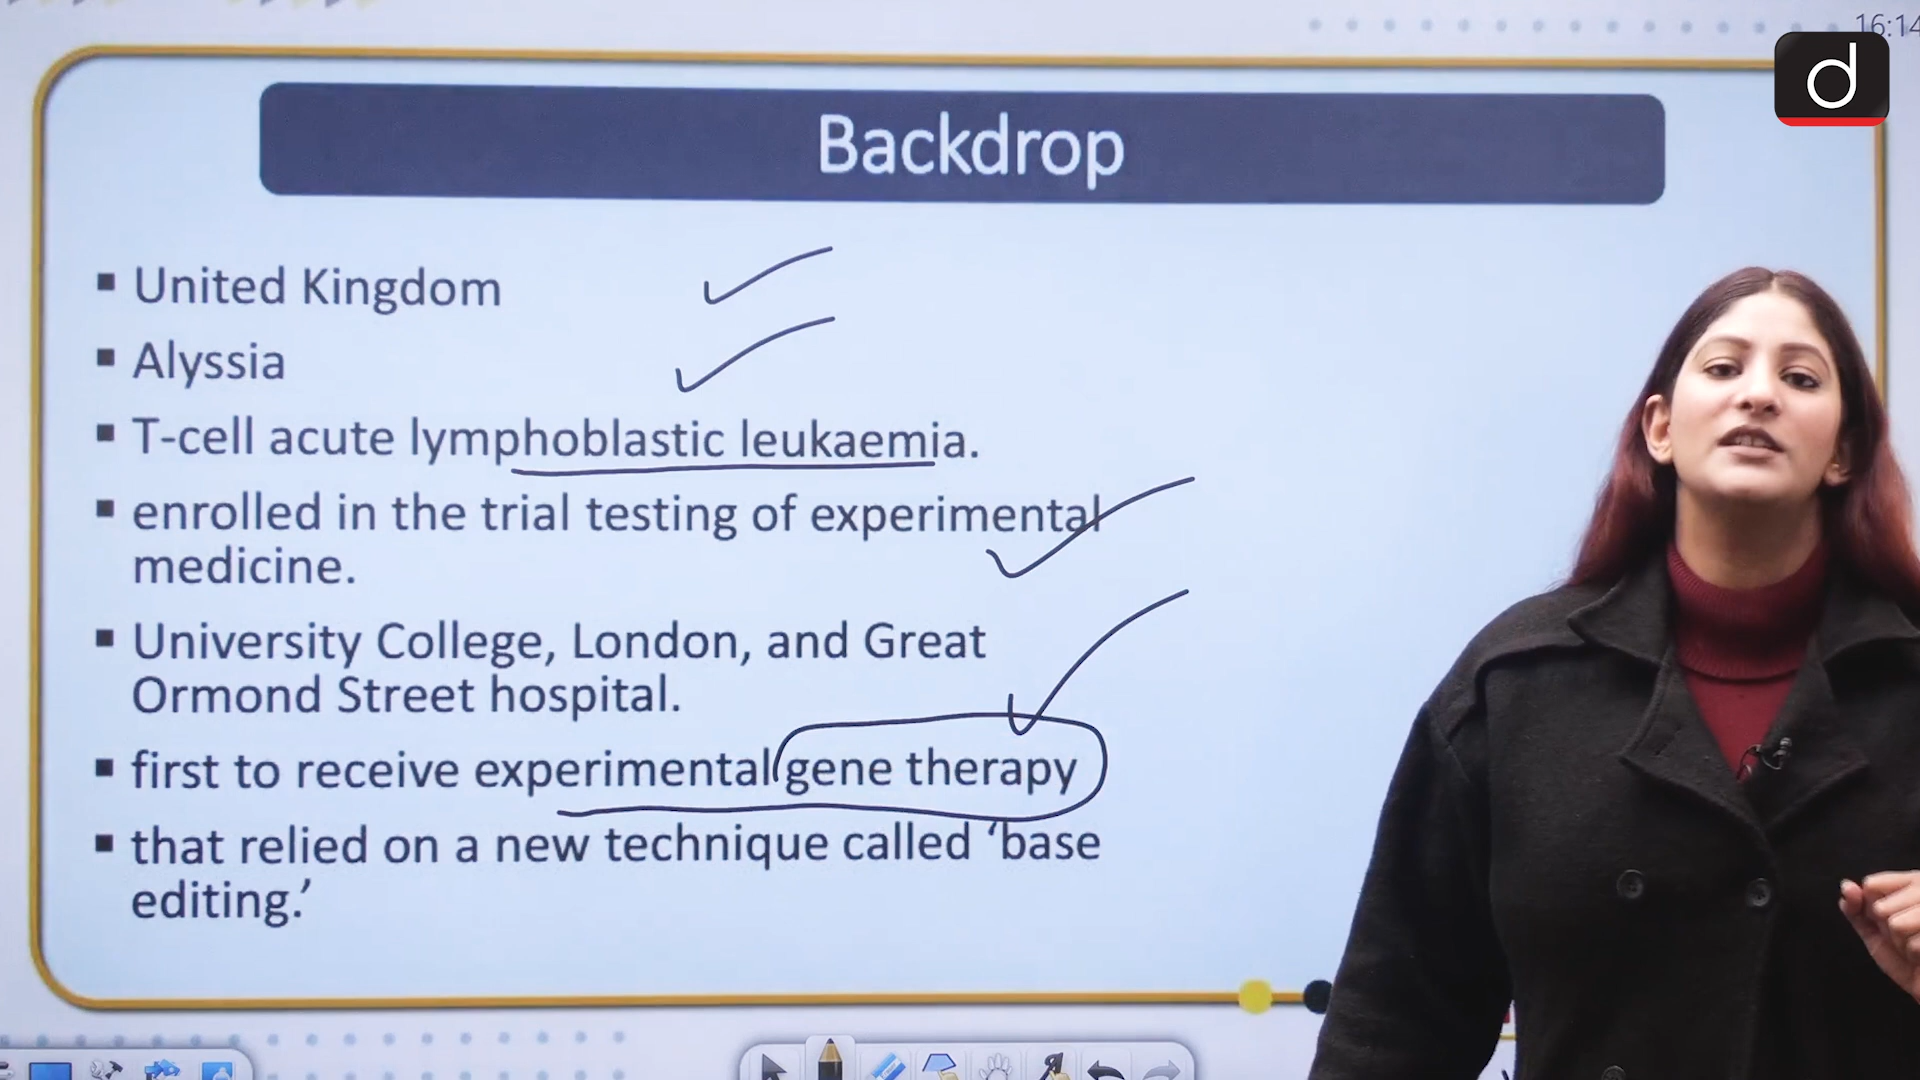 16:14
d
Backdrop
United Kingdom
Alyssia
T-cell acute lymphoblastic leukaemia.
enrolled in the trial testing of experimental
medicine.
University College, London, and Great
Ormond Street hospital.
first to receive experimental gene therapy
that relied on a new technique called ‘base
editing.’